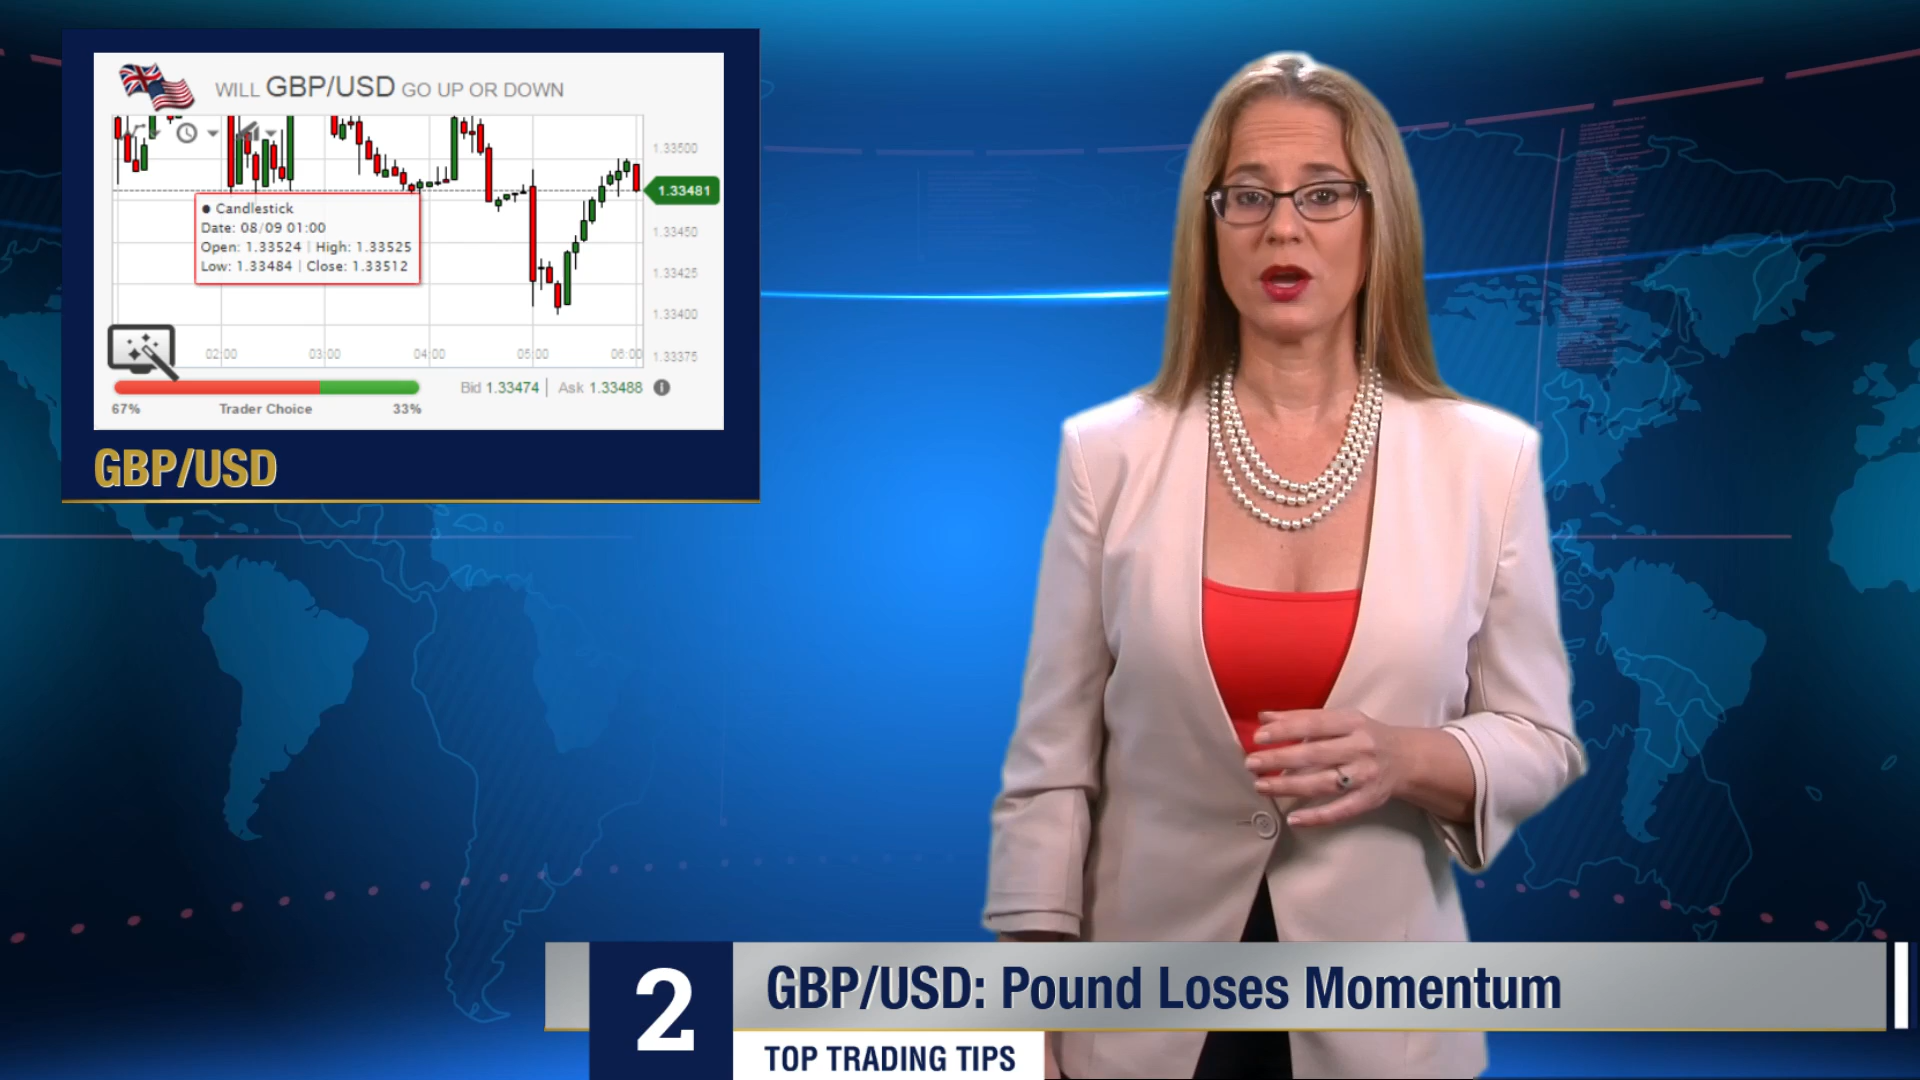 WILL GBP/USD GO UP OR DOWN
1.33500
1.33481
● Candlestick
Date: 08/09 01:00
Open: 1.33524 | High: 1.33525
Low: 1.33484 | Close: 1.33512
1.33450
1.33425
1.33400
1.33375
02:00 03:00 04:00 05:00 06:00
Bid 1.33474 | Ask 1.33488
67% Trader Choice 33%
GBP/USD
2
GBP/USD: Pound Loses Momentum
TOP TRADING TIPS